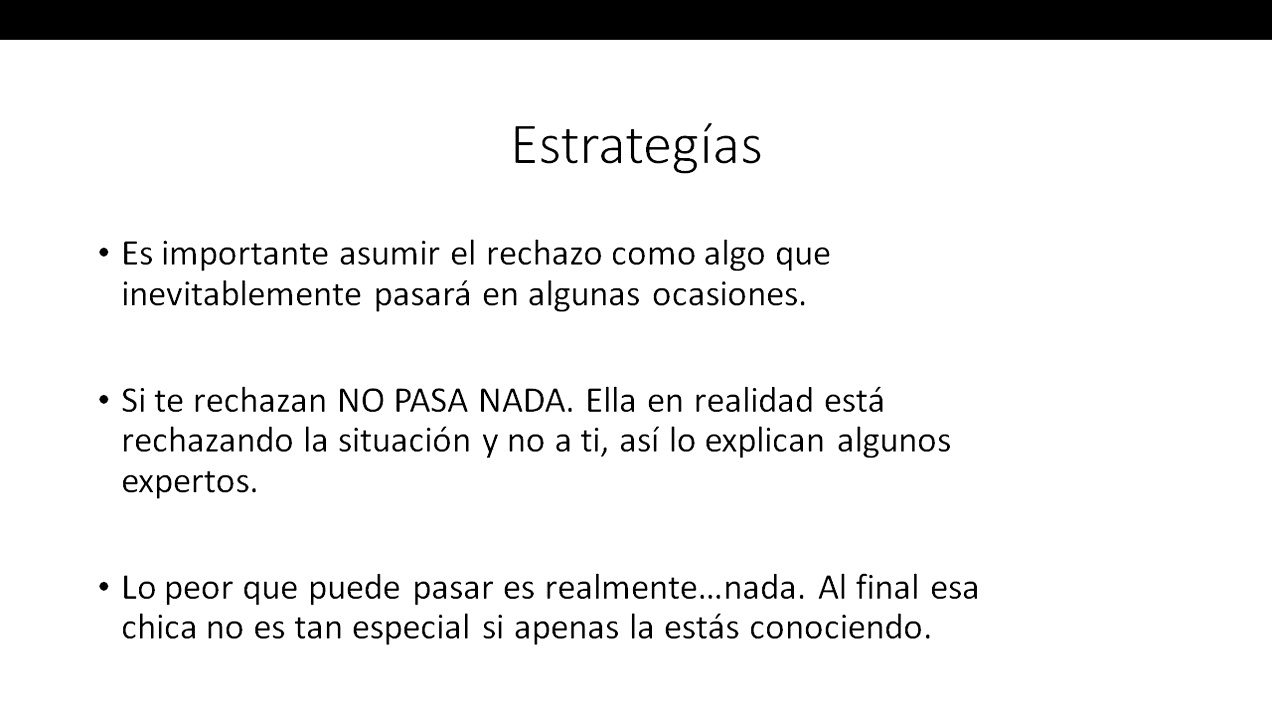 Estrategías
• Es importante asumir el rechazo como algo que
inevitablemente pasará en algunas ocasiones.
• Si te rechazan NO PASA NADA. Ella en realidad está
rechazando la situación y no a ti, así lo explican algunos
expertos.
• Lo peor que puede pasar es realmente...nada. Al final esa
chica no es tan especial si apenas la estás conociendo.